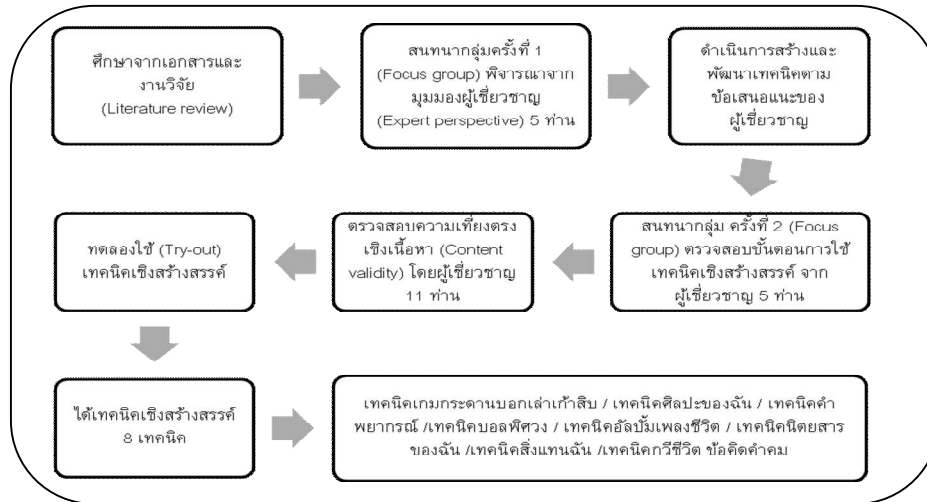 ศึกษาจากเอกสารและ
งานวิจัย
(Literature review)
สนทนากลุ่มครั้งที่ 1
(Focus group) พิจารณาจาก
มุมมองผู้เชี่ยวชาญ
(Expert perspective) 5 ท่าน
ดำเนินการสร้างและ
พัฒนาเทคนิคตาม
ข้อเสนอแนะของ
ผู้เชี่ยวชาญ
สนทนากลุ่ม ครั้งที่ 2 (Focus
group) ตรวจสอบขั้นตอนการใช้
เทคนิคเชิงสร้างสรรค์ จาก
ผู้เชี่ยวชาญ 5 ท่าน
ตรวจสอบความเที่ยงตรง
เชิงเนื้อหา (Content
validity) โดยผู้เชี่ยวชาญ
11 ท่าน
ทดลองใช้ (Try-out)
เทคนิคเชิงสร้างสรรค์
ได้เทคนิคเชิงสร้างสรรค์
8 เทคนิค
เทคนิคเกมกระดานบอกเล่าเก้าสิบ / เทคนิคศิลปะของฉัน / เทคนิคคำ
พยากรณ์ /เทคนิคบอลพิศวง / เทคนิคอัลบั้มเพลงชีวิต / เทคนิคนิตยสาร
ของฉัน /เทคนิคสิ่งแทนฉัน /เทคนิคกวีชีวิต ข้อคิดคำคม